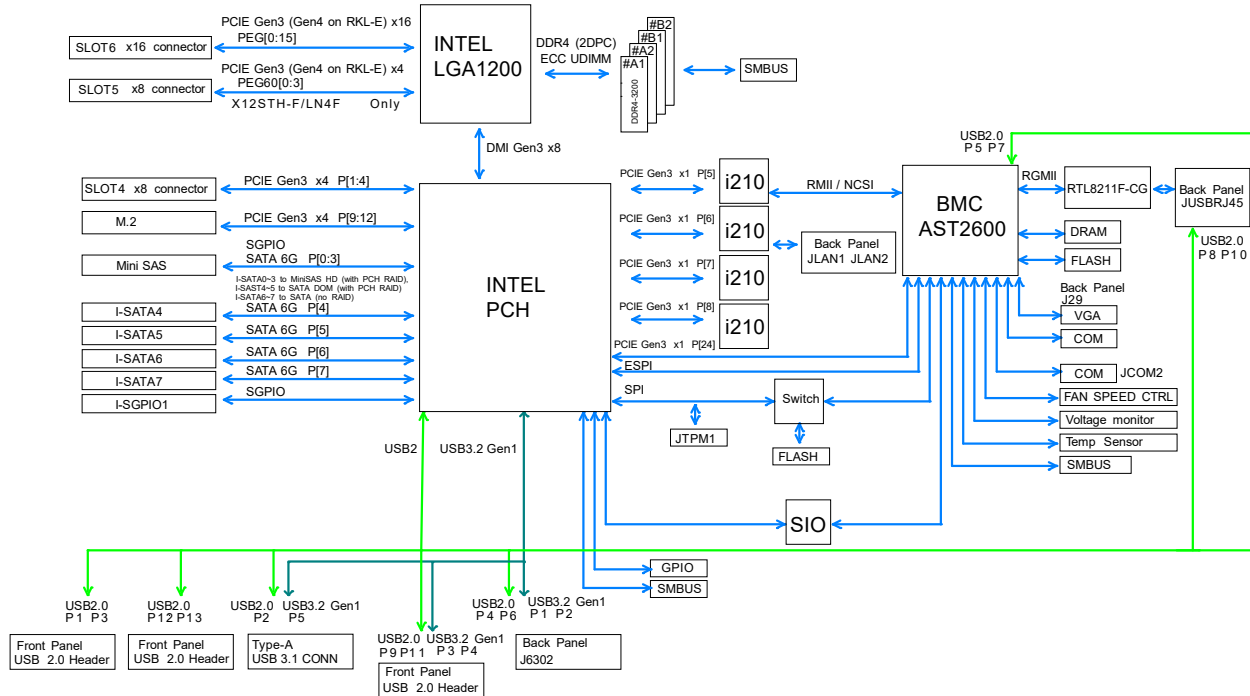 PCIE Gen3 (Gen4 on RKL-E) x16
PEG[0:15]
SLOT6 x16 connector
PCIE Gen3 (Gen4 on RKL-E) x4
PEG60[0:3]
SLOT5 x8 connector
X12STH-F/LN4F Only
INTEL
LGA1200
DDR4 (2DPC)
ECC UDIMM
#B2
#B1
#A2
#A1
DDR4-3200
SMBUS
DMI Gen3 x8
USB2.0
P5 P7
SLOT4 x8 connector
PCIE Gen3 x4 P[1:4]
M.2
PCIE Gen3 x4 P[9:12]
SGPIO
SATA 6G P[0:3]
Mini SAS
I-SATA0~3 to MiniSAS HD (with PCH RAID),
I-SAST4~5 to SATA DOM (with PCH RAID)
I-SATA6~7 to SATA (no RAID)
I-SATA4
SATA 6G P[4]
I-SATA5
SATA 6G P[5]
I-SATA6
SATA 6G P[6]
I-SATA7
SATA 6G P[7]
I-SGPIO1
SGPIO
INTEL
PCH
PCIE Gen3 x1 P[5]
i210
RMII / NCSI
PCIE Gen3 x1 P[6]
i210
Back Panel
JLAN1 JLAN2
PCIE Gen3 x1 P[7]
i210
PCIE Gen3 x1 P[8]
i210
PCIE Gen3 x1 P[24]
ESPI
SPI
Switch
JTPM1
FLASH
BMC
AST2600
RGMII
RTL8211F-CG
Back Panel
JUSBRJ45
USB2.0
P8 P10
DRAM
FLASH
Back Panel
J29
VGA
COM
COM
JCOM2
FAN SPEED CTRL
Voltage monitor
Temp Sensor
SMBUS
SIO
GPIO
SMBUS
USB2
USB3.2 Gen1
USB2.0
P1 P3
Front Panel
USB 2.0 Header
USB2.0
P12 P13
Front Panel
USB 2.0 Header
USB2.0
P2
USB3.2 Gen1
P5
Type-A
USB 3.1 CONN
USB2.0
P9 P11
USB3.2 Gen1
P3 P4
Front Panel
USB 2.0 Header
USB2.0
P4 P6
USB3.2 Gen1
P1 P2
Back Panel
J6302